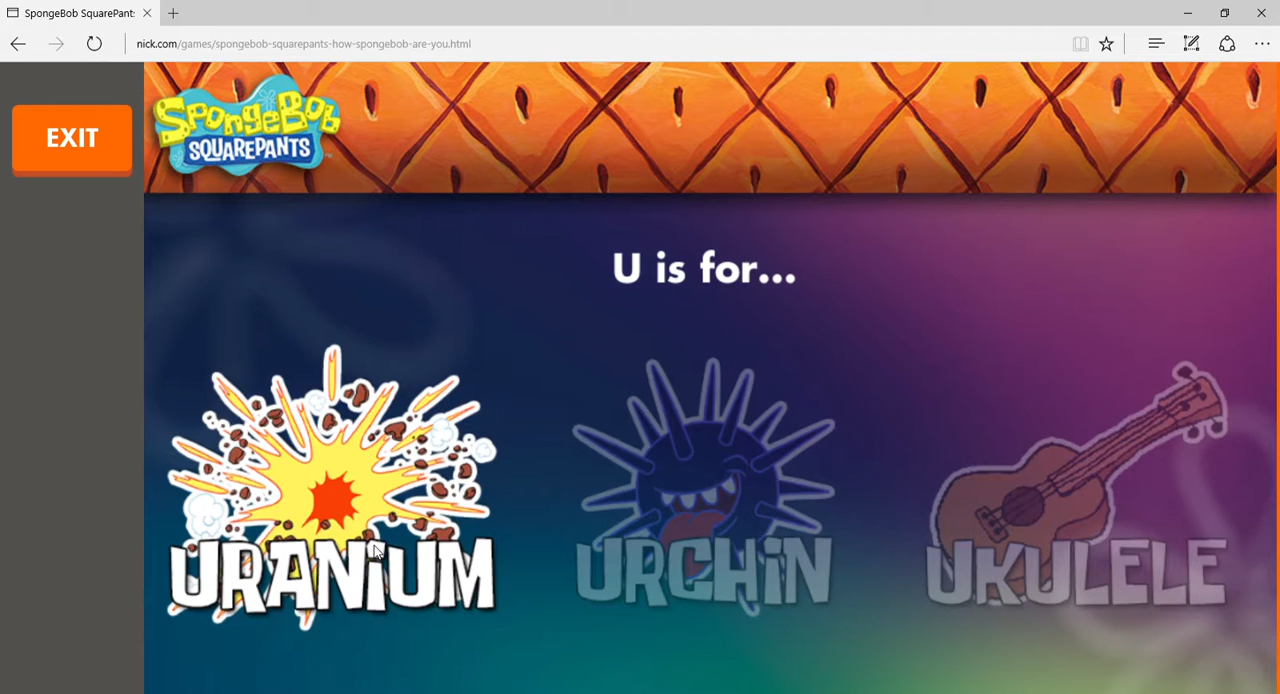 SpongeBob SquarePant:
nick.com/games/spongebob-squarepants-how-spongebob-are-you.html
EXIT
SPONGEBOB
SQUAREPANTS
U is for...
URANiUM
URCHiN
UKULELE